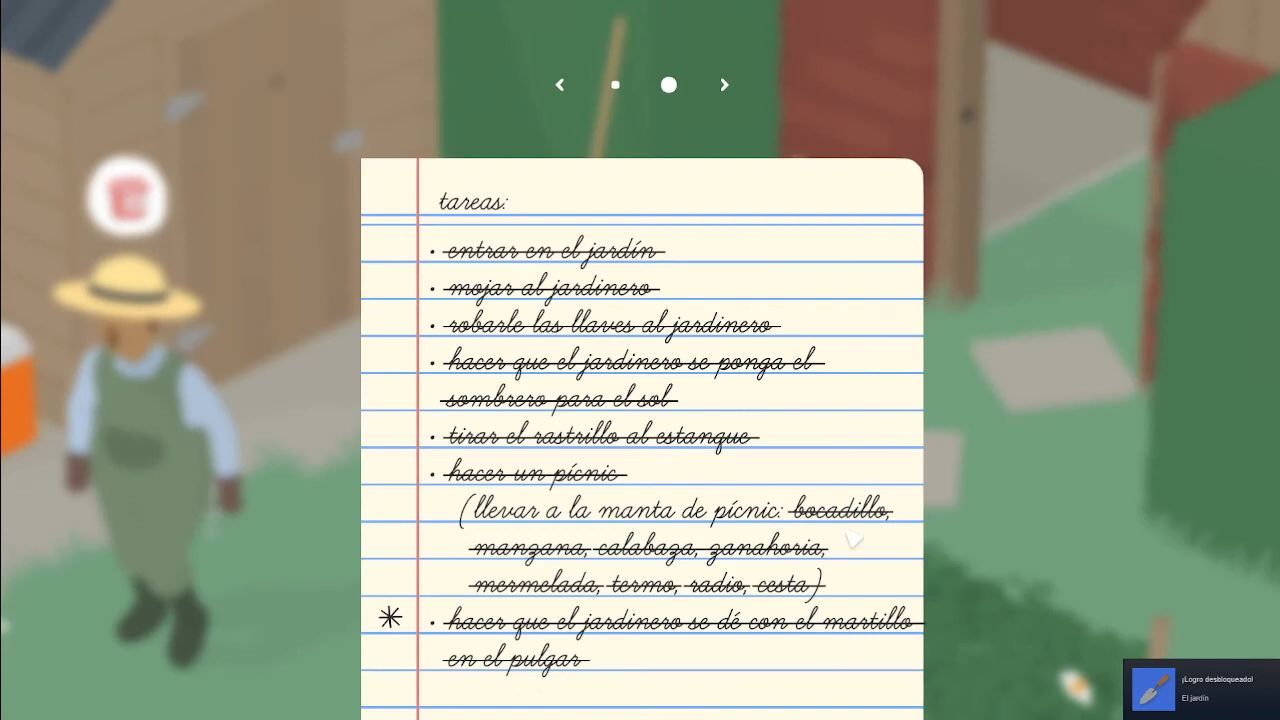 tareas:
• entrar en el jardín
• mojar al jardinero
• robarle las llaves al jardinero
• hacer que el jardinero se ponga el
sombrero para el sol
• tirar el rastrillo al estanque
• hacer un pícnic
(llevar a la manta de pícnic: bocadillo,
manzana, calabaza, zanahoria,
mermelada, termo, radio, cesta)
• hacer que el jardinero se dé con el martillo
en el pulgar
¡Logro desbloqueado!
El jardín